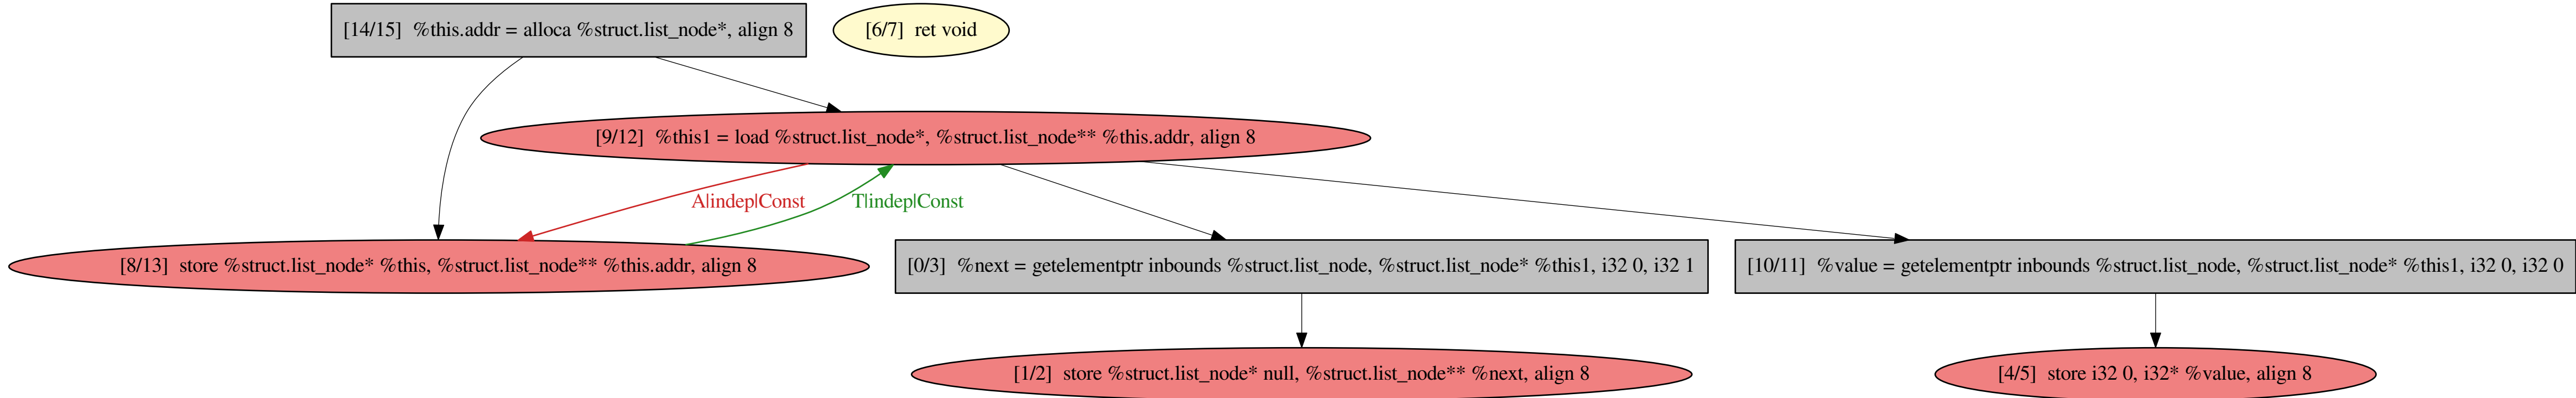 [14/15]  %this.addr = alloca %struct.list_node*, align 8
[6/7]  ret void
[9/12]  %this1 = load %struct.list_node*, %struct.list_node** %this.addr, align 8
A|indep|Const
T|indep|Const
[8/13]  store %struct.list_node* %this, %struct.list_node** %this.addr, align 8
[0/3]  %next = getelementptr inbounds %struct.list_node, %struct.list_node* %this1, i32 0, i32 1
[10/11]  %value = getelementptr inbounds %struct.list_node, %struct.list_node* %this1, i32 0, i32 0
[1/2]  store %struct.list_node* null, %struct.list_node** %next, align 8
[4/5]  store i32 0, i32* %value, align 8